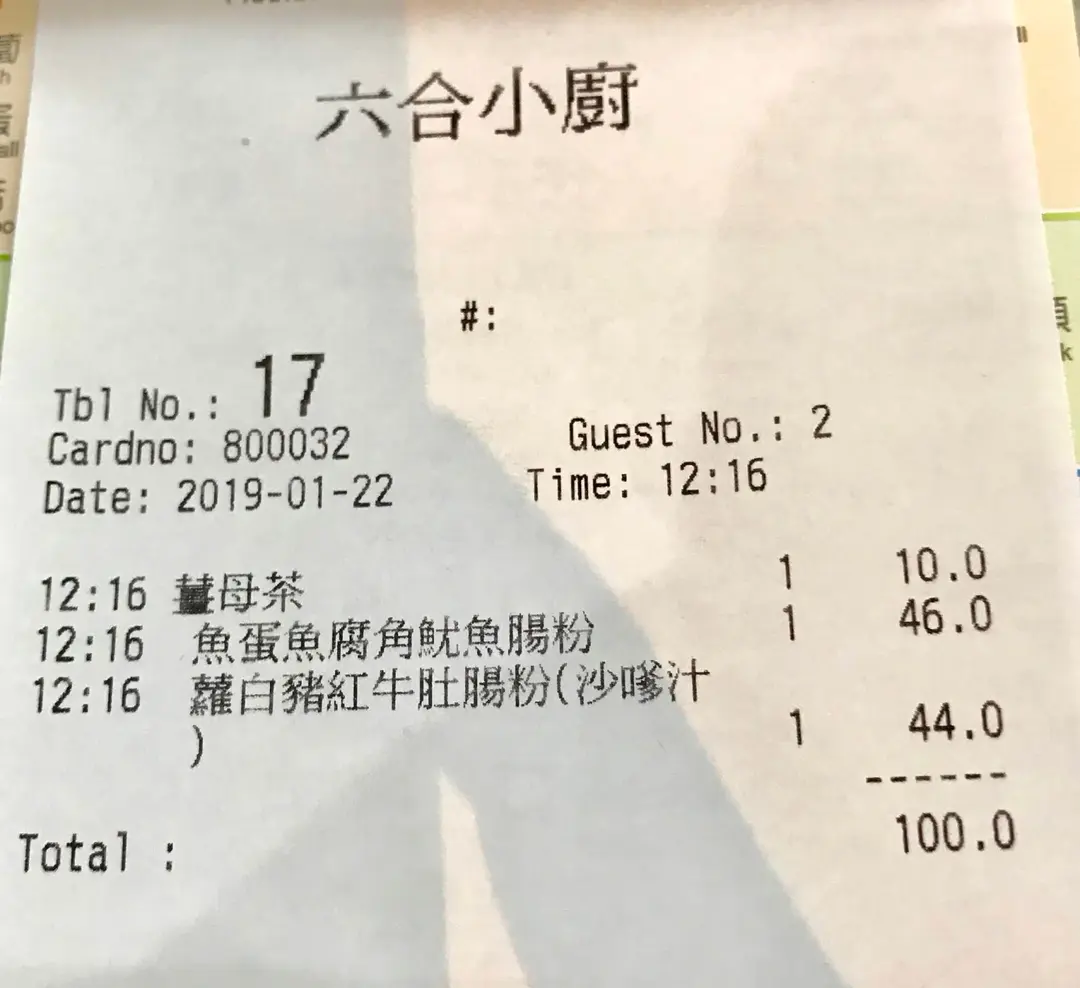 六合小廚
#:
Tbl No.: 17
Cardno: 800032 Guest No.: 2
Date: 2019-01-22 Time: 12:16
12:16 薑母茶 1 10.0
12:16 魚蛋魚腐角魷魚腸粉 1 46.0
12:16 蘿白豬紅牛肚腸粉(沙嗲汁
) 1 44.0
------
Total : 100.0